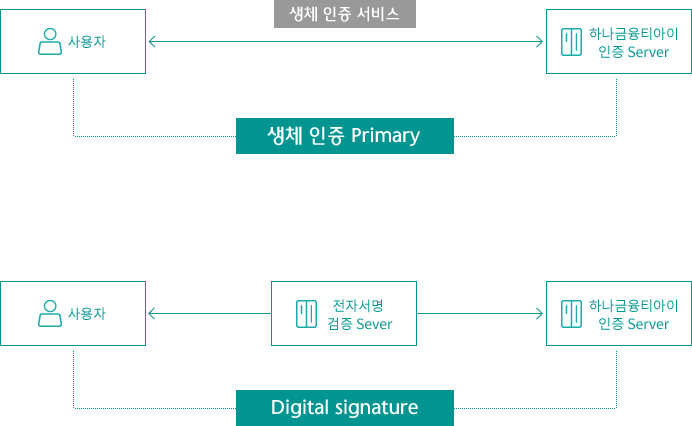 생체 인증 서비스
사용자
하나금융티아이
인증 Server
생체 인증 Primary
사용자
전자서명
검증 Sever
하나금융티아이
인증 Server
Digital signature